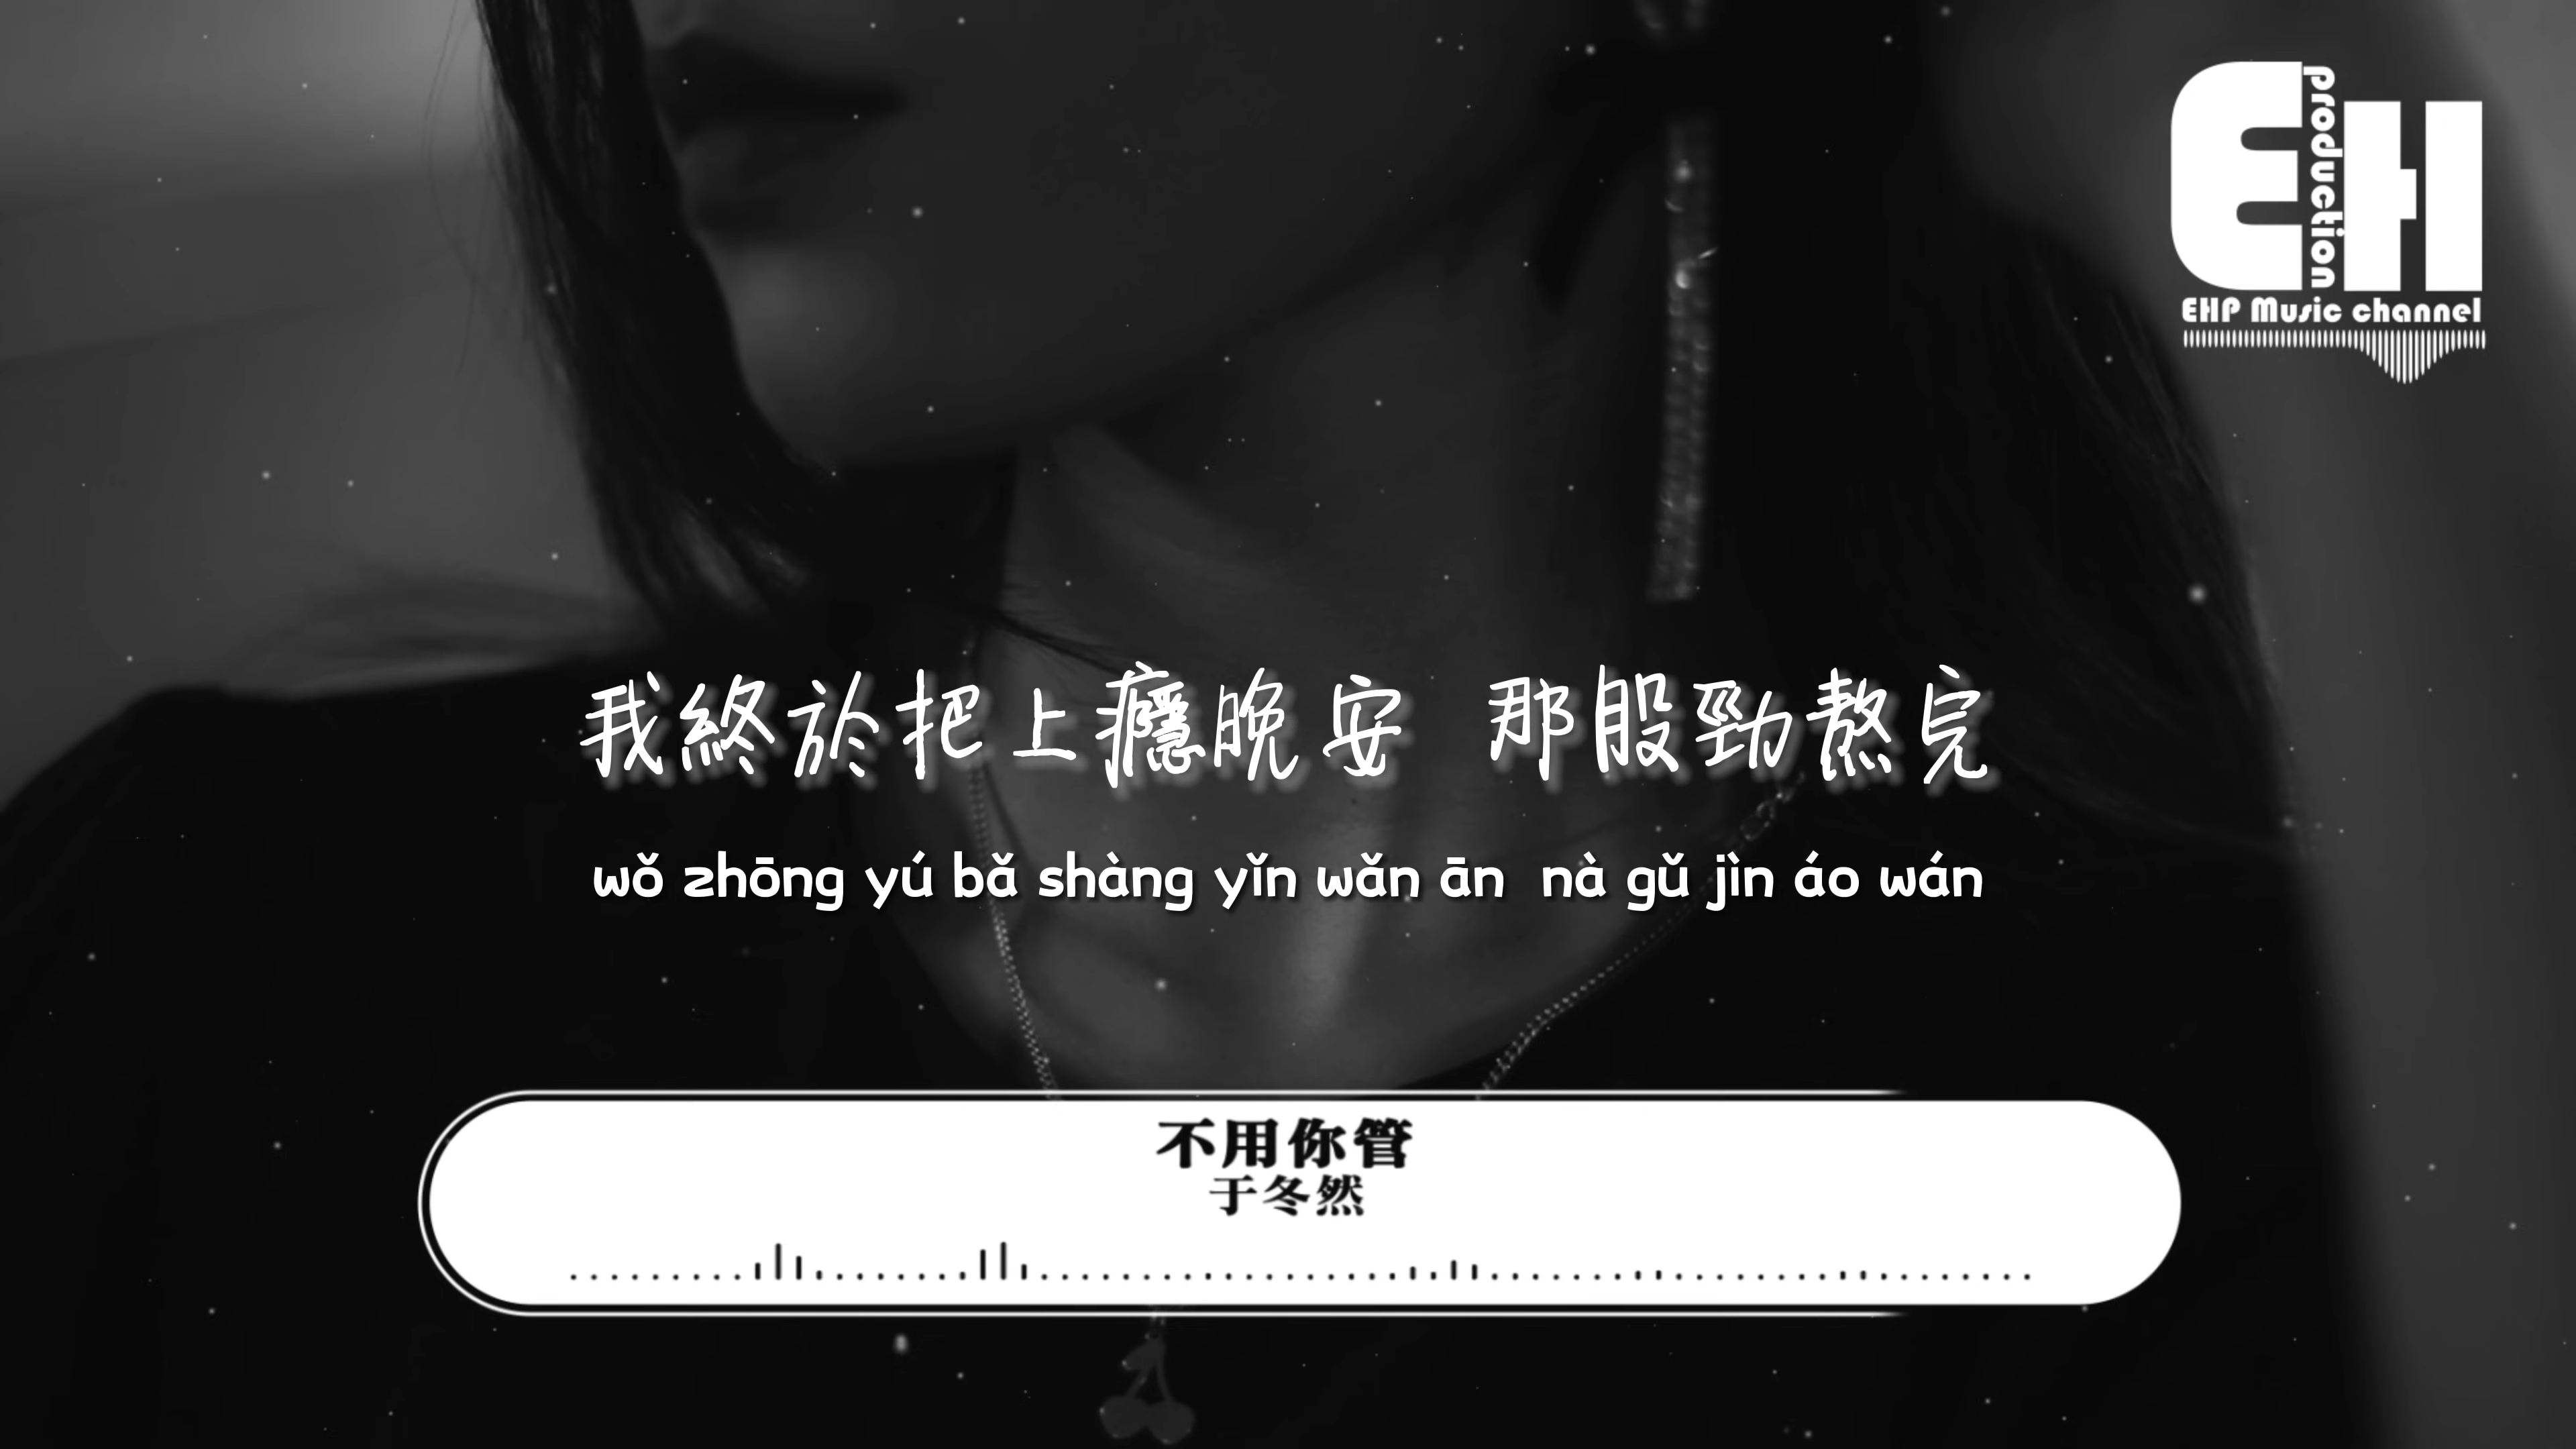 EH
production
EHP Music channel
我終於把上癮晚安 那股勁熬完
wǒ zhōng yú bǎ shàng yǐn wǎn ān nà gǔ jìn áo wán
不用你管
于冬然